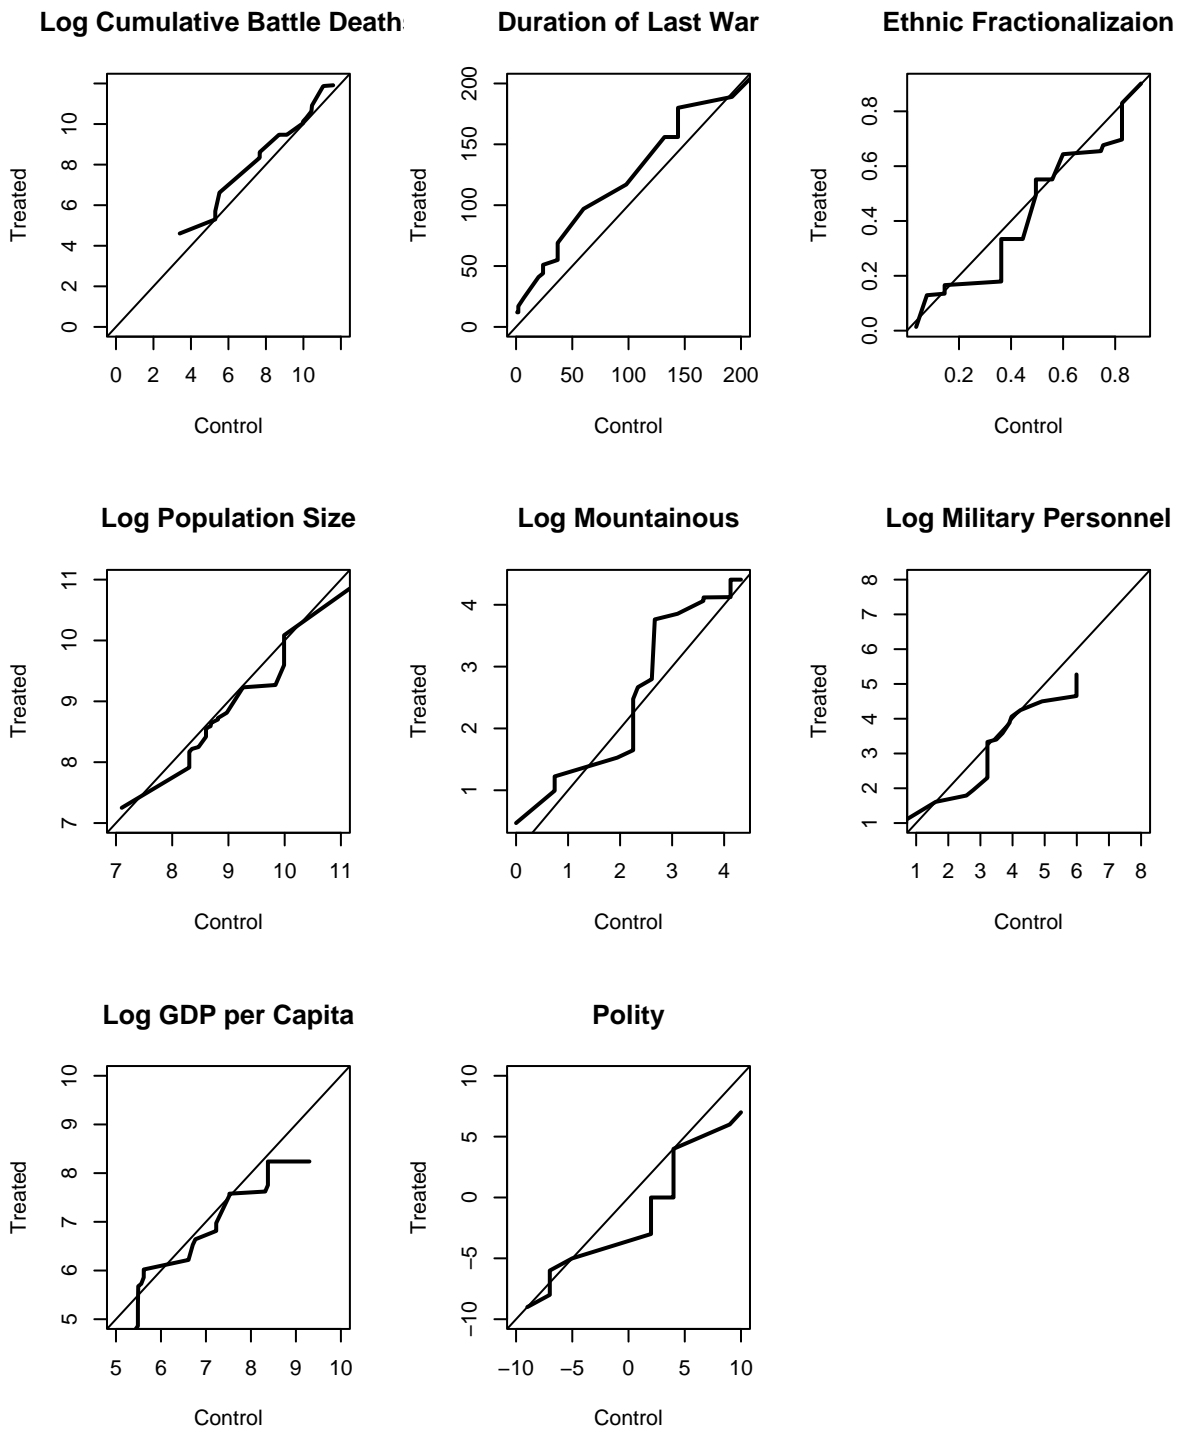 Log Cumulative Battle Death
Treated
0 2 4 6 8 10
0 2 4 6 8 10
Control
Duration of Last War
Treated
0 50 100 150 200
0 50 100 150 200
Control
Ethnic Fractionalizaion
Treated
0.0 0.2 0.4 0.6 0.8
0.2 0.4 0.6 0.8
Control
Log Population Size
Treated
7 8 9 10 11
7 8 9 10 11
Control
Log Mountainous
Treated
1 2 3 4
0 1 2 3 4
Control
Log Military Personnel
Treated
1 2 3 4 5 6 7 8
1 2 3 4 5 6 7 8
Control
Log GDP per Capita
Treated
5 6 7 8 9 10
5 6 7 8 9 10
Control
Polity
Treated
−10 −5 0 5 10
−10 −5 0 5 10
Control